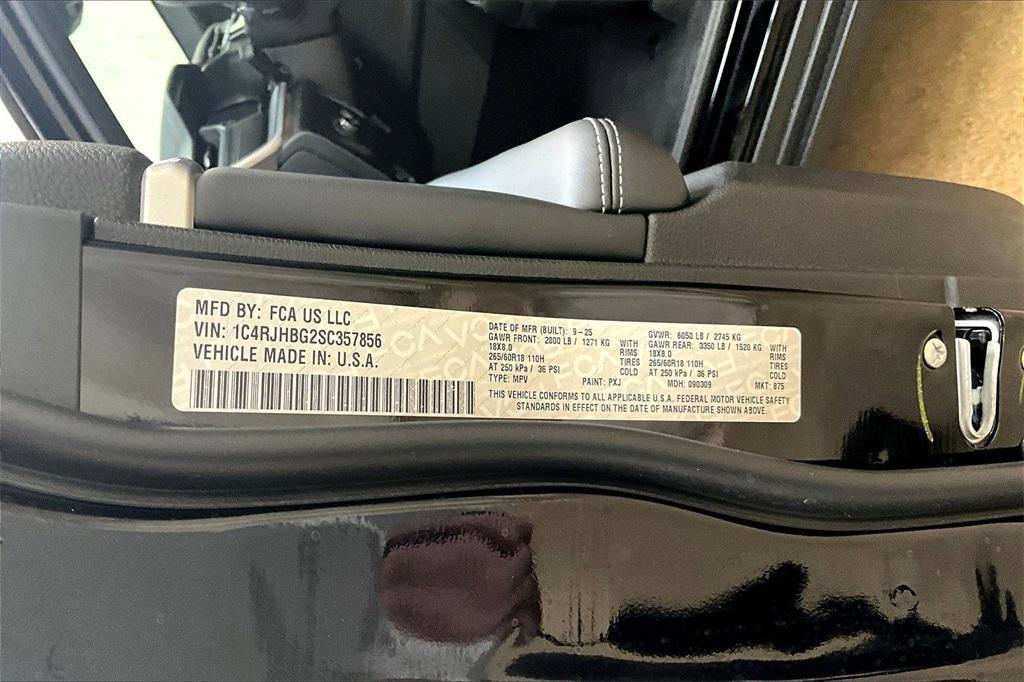 MFD BY: FCA US LLC
VIN: 1C4RJHBG2SC357856
VEHICLE MADE IN: U.S.A.
DATE OF MFR (BUILT): 9-25
GAWR FRONT: 2800 LB / 1271 KG WITH
18X8.0 RIMS
265/60R18 110H TIRES
AT 250 kPa / 36 PSI COLD
TYPE: MPV PAINT: PXJ
GVWR: 6050 LB / 2745 KG
GAWR REAR: 3350 LB / 1520 KG WITH
18X8.0 RIMS
265/60R18 110H TIRES
AT 250 kPa / 36 PSI COLD
MDH: 090309 MKT: 875
THIS VEHICLE CONFORMS TO ALL APPLICABLE U.S.A. FEDERAL MOTOR VEHICLE SAFETY
STANDARDS IN EFFECT ON THE DATE OF MANUFACTURE SHOWN ABOVE.